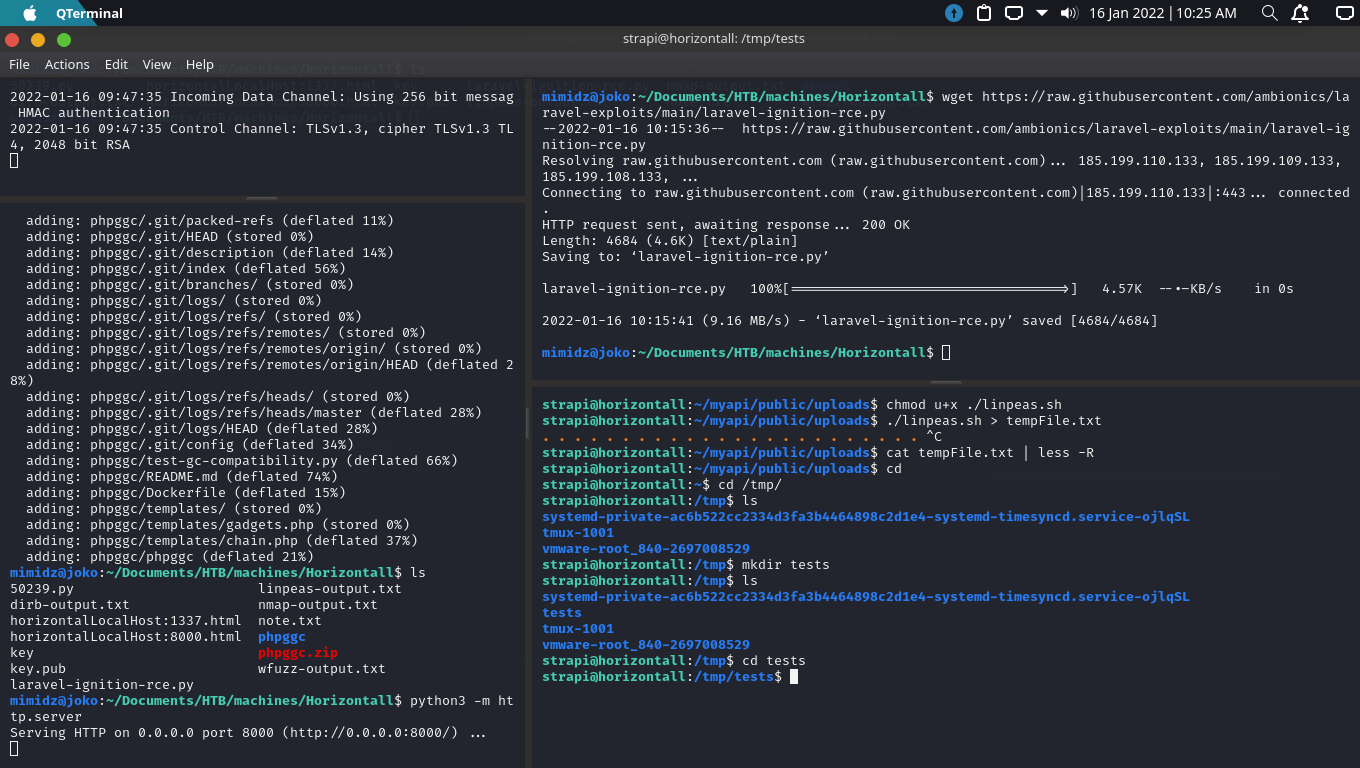 QTerminal
16 Jan 2022 | 10:25 AM
strapi@horizontall: /tmp/tests
File Actions Edit View Help
2022-01-16 09:47:35 Incoming Data Channel: Using 256 bit messag
HMAC authentication
2022-01-16 09:47:35 Control Channel: TLSv1.3, cipher TLSv1.3 TL
4, 2048 bit RSA
adding: phpggc/.git/packed-refs (deflated 11%)
adding: phpggc/.git/HEAD (stored 0%)
adding: phpggc/.git/description (deflated 14%)
adding: phpggc/.git/index (deflated 56%)
adding: phpggc/.git/branches/ (stored 0%)
adding: phpggc/.git/logs/ (stored 0%)
adding: phpggc/.git/logs/refs/ (stored 0%)
adding: phpggc/.git/logs/refs/remotes/ (stored 0%)
adding: phpggc/.git/logs/refs/remotes/origin/ (stored 0%)
adding: phpggc/.git/logs/refs/remotes/origin/HEAD (deflated 2
8%)
adding: phpggc/.git/logs/refs/heads/ (stored 0%)
adding: phpggc/.git/logs/refs/heads/master (deflated 28%)
adding: phpggc/.git/logs/HEAD (deflated 28%)
adding: phpggc/.git/config (deflated 34%)
adding: phpggc/test-gc-compatibility.py (deflated 66%)
adding: phpggc/README.md (deflated 74%)
adding: phpggc/Dockerfile (deflated 15%)
adding: phpggc/templates/ (stored 0%)
adding: phpggc/templates/gadgets.php (stored 0%)
adding: phpggc/templates/chain.php (deflated 37%)
adding: phpggc/phpggc (deflated 21%)
mimidz@joko:~/Documents/HTB/machines/Horizontall$ ls
50239.py linpeas-output.txt
dirb-output.txt nmap-output.txt
horizontalLocalHost:1337.html note.txt
horizontalLocalHost:8000.html phpggc
key phpggc.zip
key.pub wfuzz-output.txt
laravel-ignition-rce.py
mimidz@joko:~/Documents/HTB/machines/Horizontall$ python3 -m ht
tp.server
Serving HTTP on 0.0.0.0 port 8000 (http://0.0.0.0:8000/) ...
mimidz@joko:~/Documents/HTB/machines/Horizontall$ wget https://raw.githubusercontent.com/ambionics/la
ravel-exploits/main/laravel-ignition-rce.py
--2022-01-16 10:15:36-- https://raw.githubusercontent.com/ambionics/laravel-exploits/main/laravel-ig
nition-rce.py
Resolving raw.githubusercontent.com (raw.githubusercontent.com)... 185.199.110.133, 185.199.109.133,
185.199.108.133, ...
Connecting to raw.githubusercontent.com (raw.githubusercontent.com)|185.199.110.133|:443... connected
.
HTTP request sent, awaiting response... 200 OK
Length: 4684 (4.6K) [text/plain]
Saving to: ‘laravel-ignition-rce.py’
laravel-ignition-rce.py 100%[===================================>] 4.57K --.-KB/s in 0s
2022-01-16 10:15:41 (9.16 MB/s) - ‘laravel-ignition-rce.py’ saved [4684/4684]
mimidz@joko:~/Documents/HTB/machines/Horizontall$
strapi@horizontall:~/myapi/public/uploads$ chmod u+x ./linpeas.sh
strapi@horizontall:~/myapi/public/uploads$ ./linpeas.sh > tempFile.txt
. . . . . . . . . . . . . . . . . . . . . . . . ^C
strapi@horizontall:~/myapi/public/uploads$ cat tempFile.txt | less -R
strapi@horizontall:~/myapi/public/uploads$ cd
strapi@horizontall:~$ cd /tmp/
strapi@horizontall:/tmp$ ls
systemd-private-ac6b522cc2334d3fa3b4464898c2d1e4-systemd-timesyncd.service-ojlqSL
tmux-1001
vmware-root_840-2697008529
strapi@horizontall:/tmp$ mkdir tests
strapi@horizontall:/tmp$ ls
systemd-private-ac6b522cc2334d3fa3b4464898c2d1e4-systemd-timesyncd.service-ojlqSL
tests
tmux-1001
vmware-root_840-2697008529
strapi@horizontall:/tmp$ cd tests
strapi@horizontall:/tmp/tests$